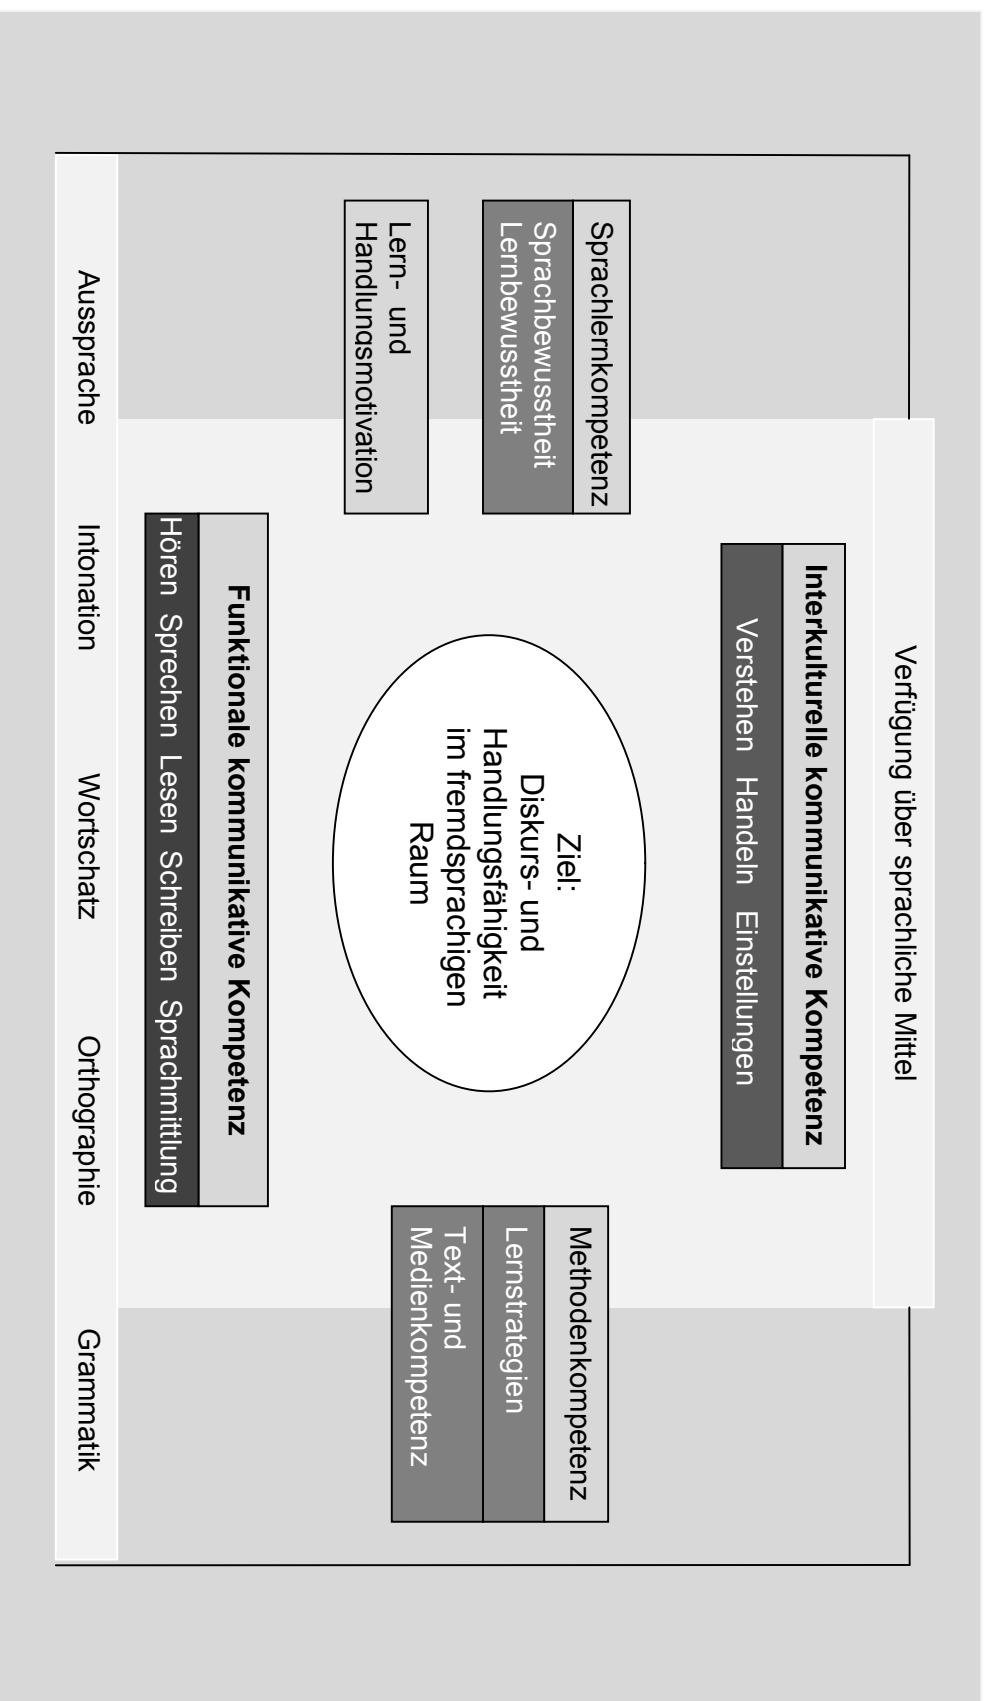 Verfügung über sprachliche Mittel
Interkulturelle kommunikative Kompetenz
Verstehen Handeln Einstellungen
Sprachlernkompetenz
Sprachbewusstheit
Lernbewusstheit
Lern- und
Handlungsmotivation
Ziel:
Diskurs- und
Handlungsfähigkeit
im fremdsprachigen
Raum
Methodenkompetenz
Lernstrategien
Text- und
Medienkompetenz
Funktionale kommunikative Kompetenz
Hören Sprechen Lesen Schreiben Sprachmittlung
Aussprache Intonation Wortschatz Orthographie Grammatik